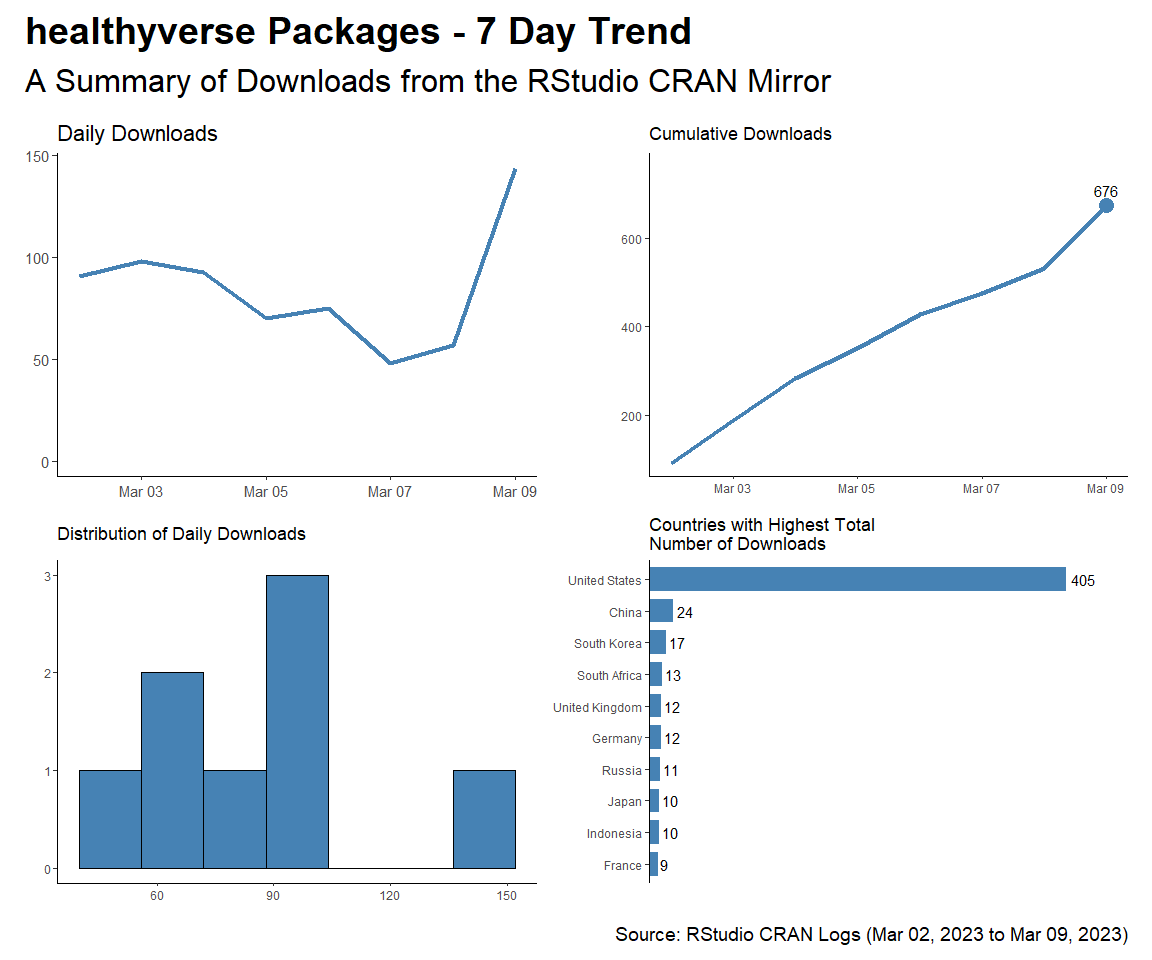 healthyverse Packages - 7 Day Trend
A Summary of Downloads from the RStudio CRAN Mirror
Daily Downloads
150
100
50
0
Mar 03 Mar 05 Mar 07 Mar 09
Cumulative Downloads
676
600
400
200
Mar 03 Mar 05 Mar 07 Mar 09
Distribution of Daily Downloads
3
2
1
0
60 90 120 150
Countries with Highest Total
Number of Downloads
United States 405
China 24
South Korea 17
South Africa 13
United Kingdom 12
Germany 12
Russia 11
Japan 10
Indonesia 10
France 9
Source: RStudio CRAN Logs (Mar 02, 2023 to Mar 09, 2023)